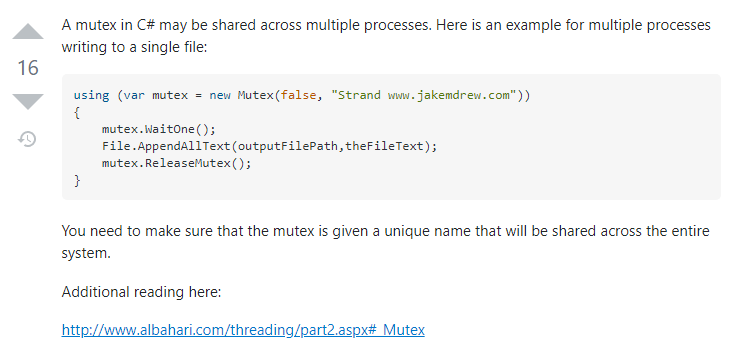 A mutex in C# may be shared across multiple processes. Here is an example for multiple processes
writing to a single file:
16
using (var mutex = new Mutex(false, "Strand www.jakemdrew.com"))
{
    mutex.WaitOne();
    File.AppendAllText(outputFilePath,theFileText);
    mutex.ReleaseMutex();
}
You need to make sure that the mutex is given a unique name that will be shared across the entire
system.
Additional reading here:
http://www.albahari.com/threading/part2.aspx#_Mutex